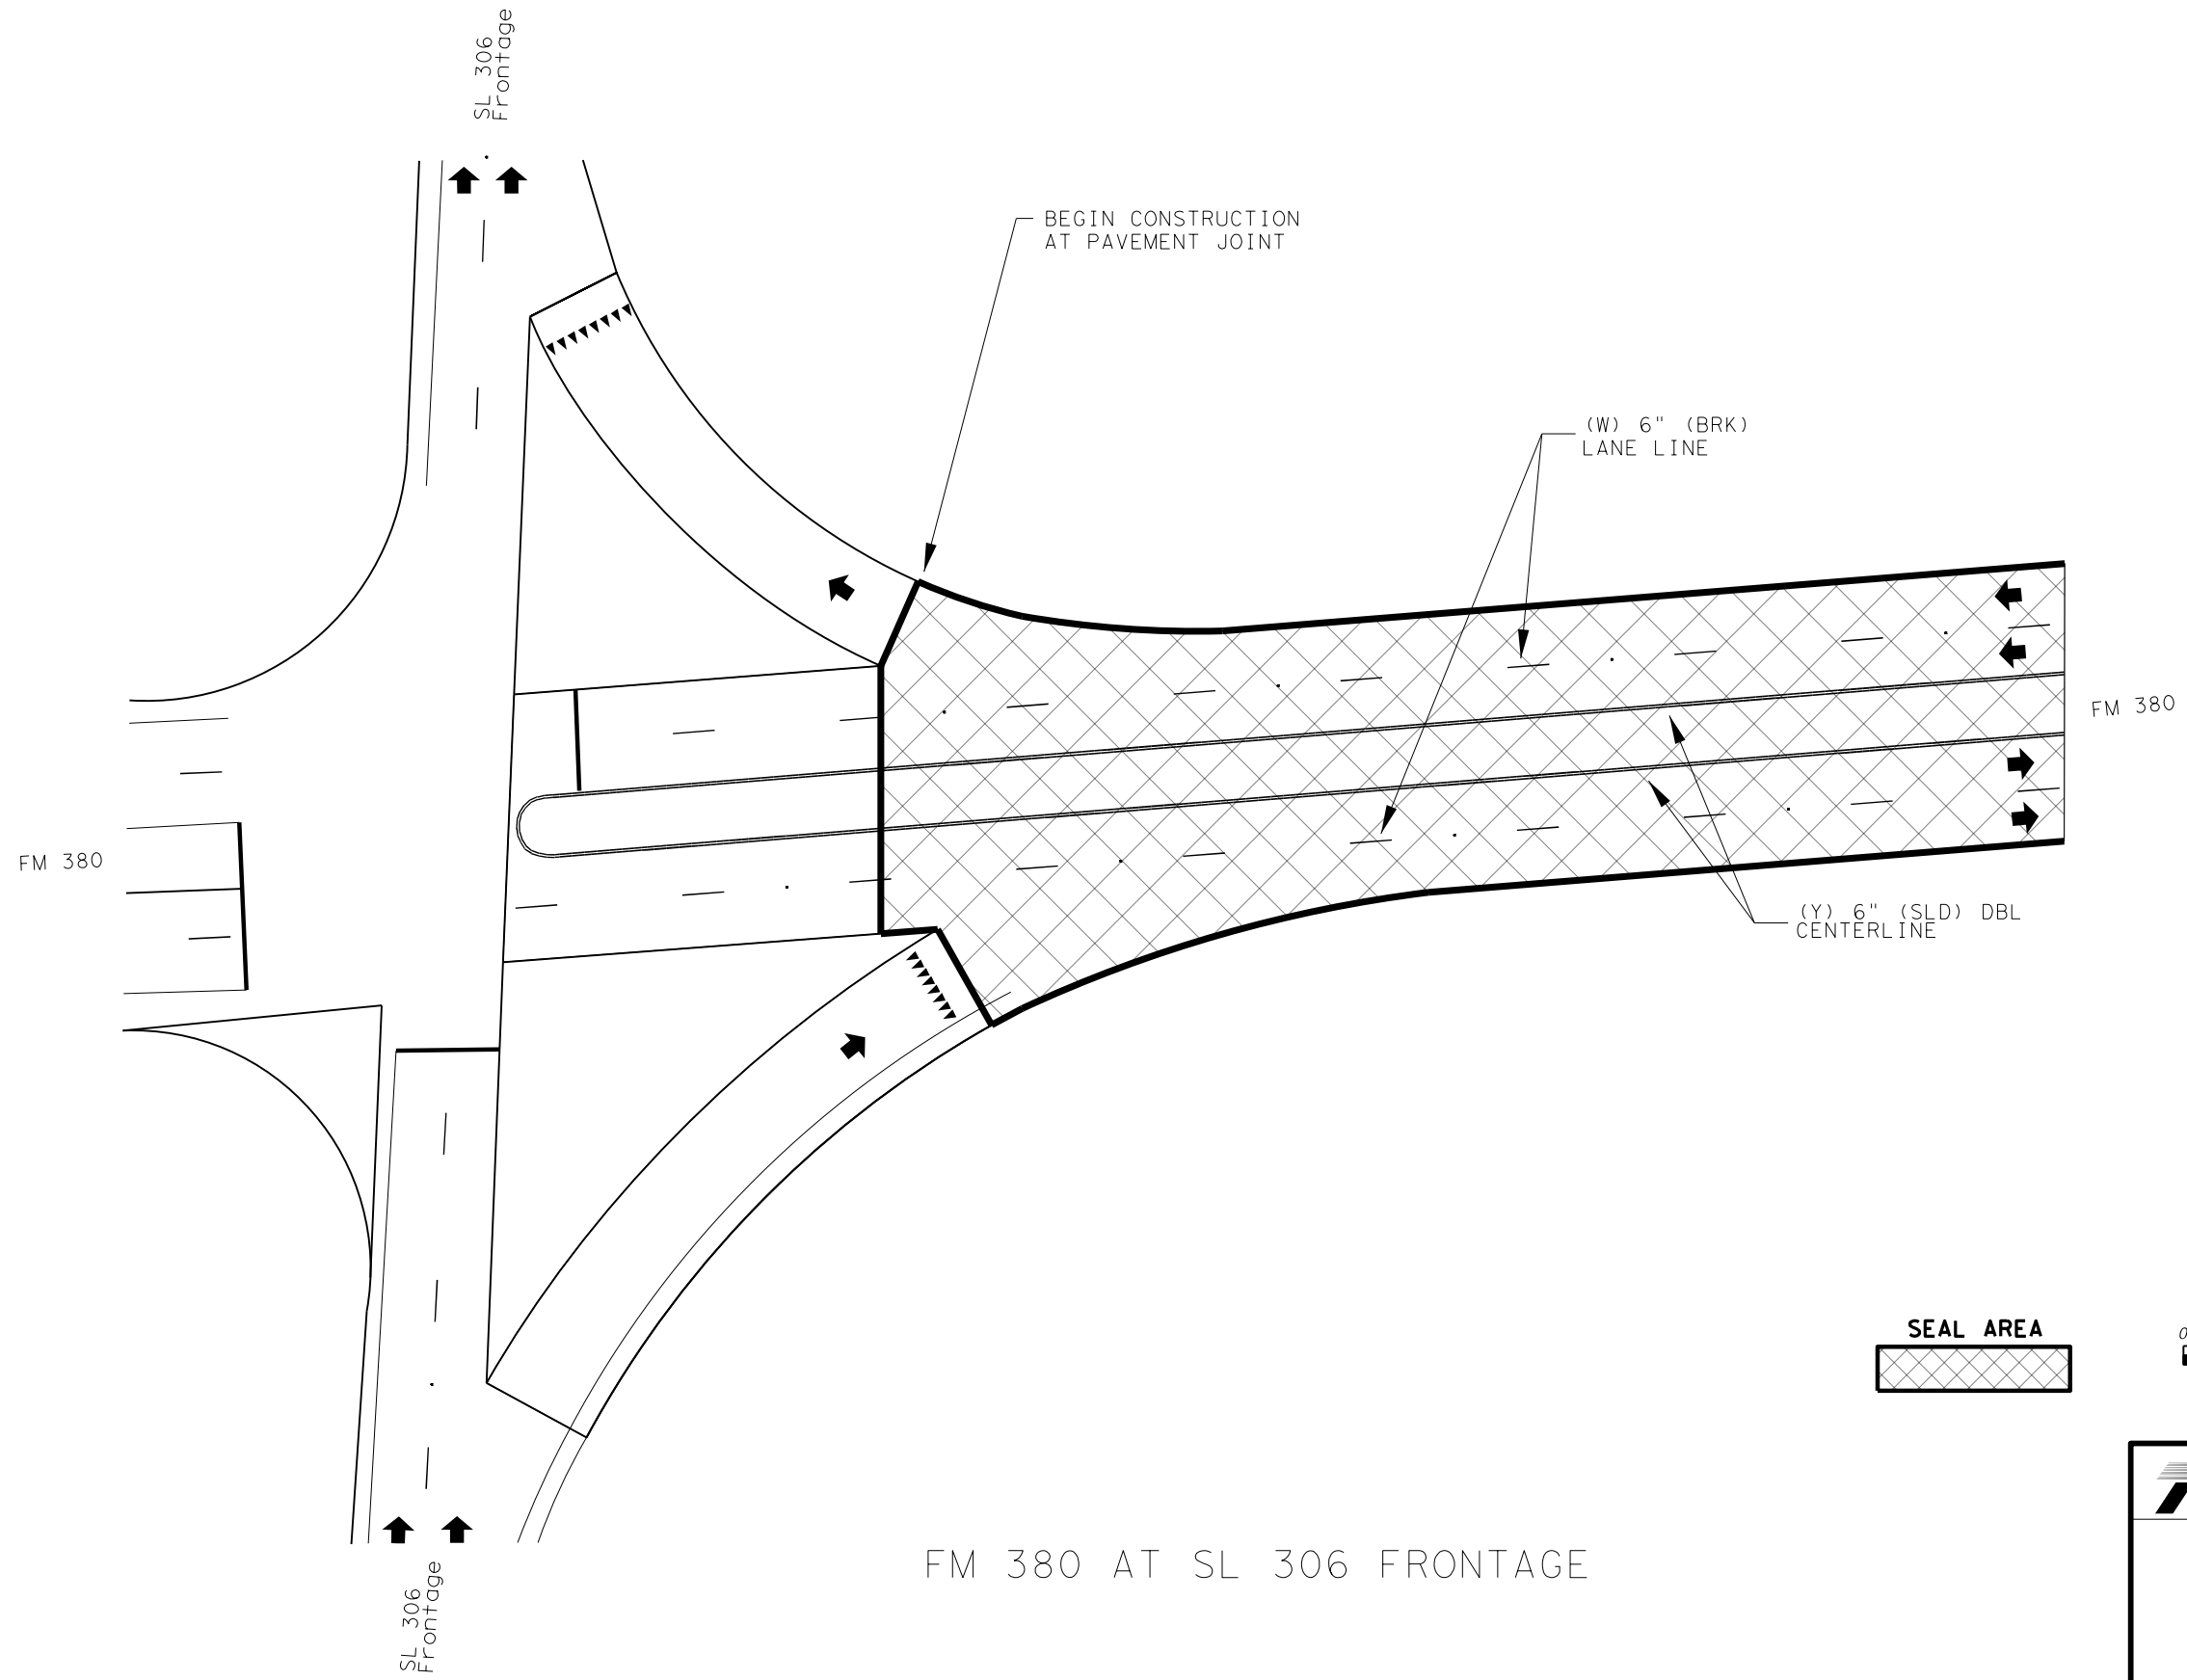 SL 306
Frontage
BEGIN CONSTRUCTION
AT PAVEMENT JOINT
(W) 6" (BRK)
LANE LINE
FM 380
FM 380
(Y) 6" (SLD) DBL
CENTERLINE
SEAL AREA
0
FM 380 AT SL 306 FRONTAGE
SL 306
Frontage